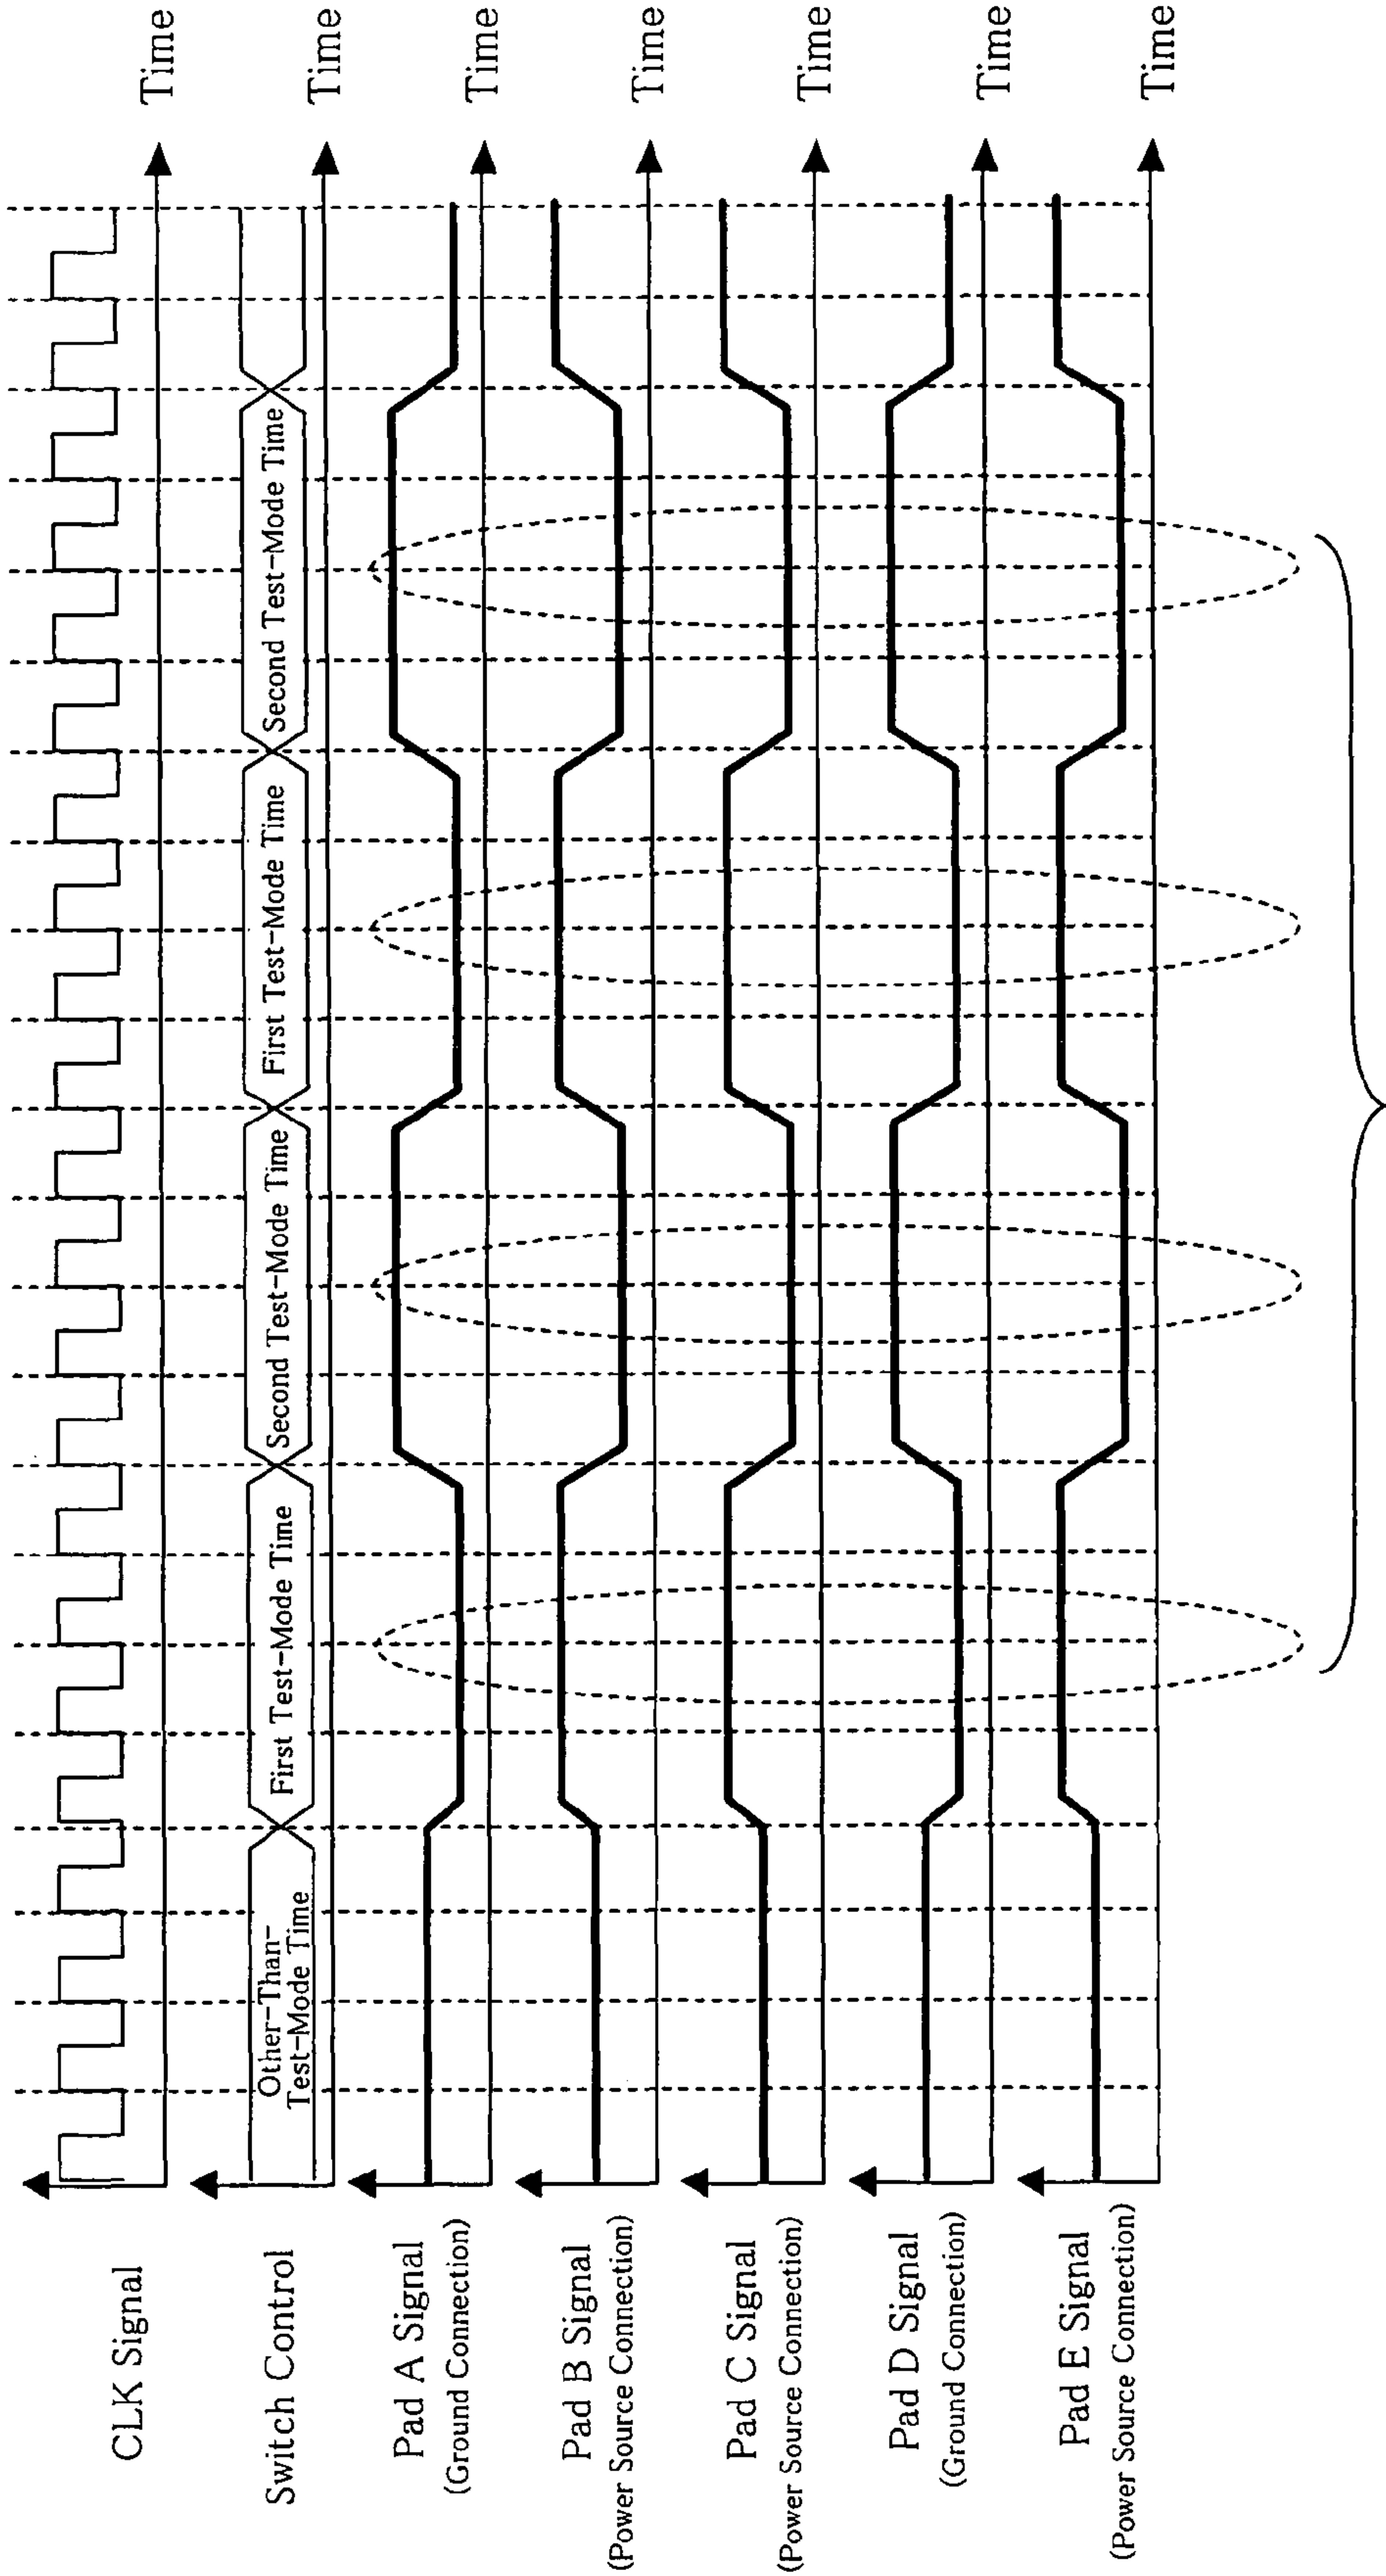 CLK Signal
Time
Switch Control
Other-Than-
Test-Mode Time
First Test-Mode Time
Second Test-Mode Time
First Test-Mode Time
Second Test-Mode Time
Time
Pad A Signal
(Ground Connection)
Time
Pad B Signal
(Power Source Connection)
Time
Pad C Signal
(Power Source Connection)
Time
Pad D Signal
(Ground Connection)
Time
Pad E Signal
(Power Source Connection)
Time